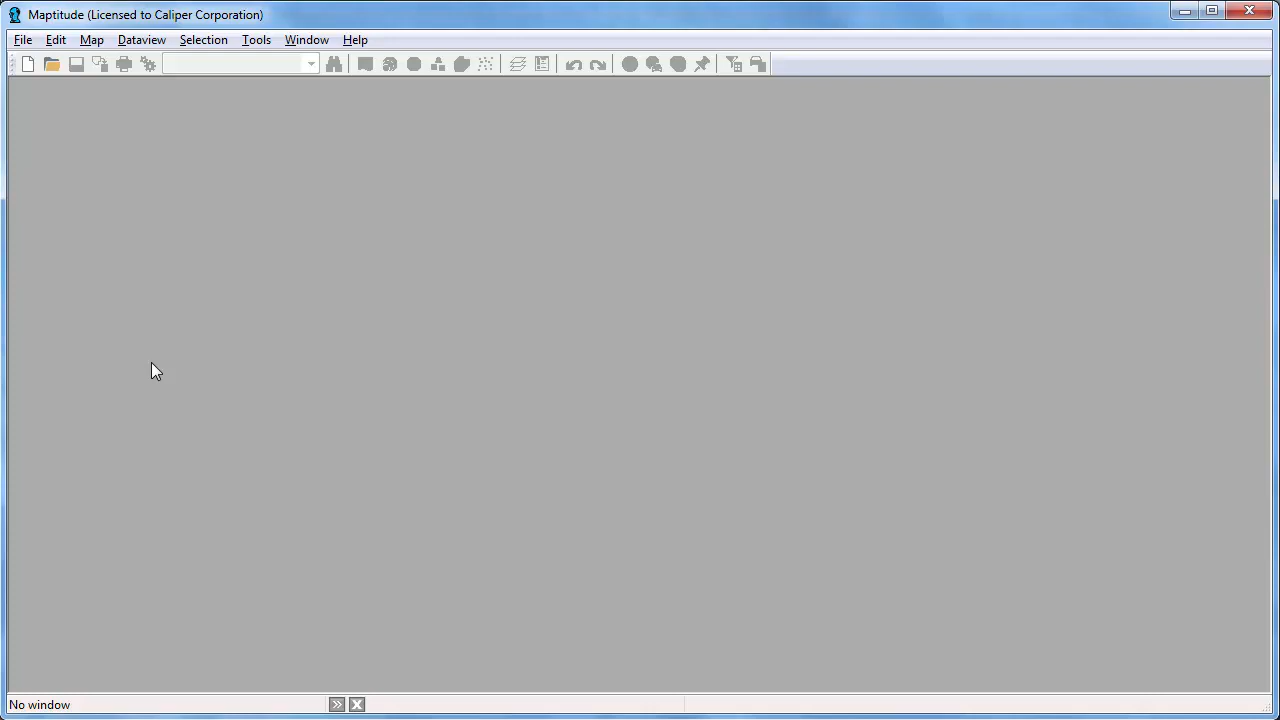 Maptitude (Licensed to Caliper Corporation)
File Edit Map Dataview Selection Tools Window Help
No window